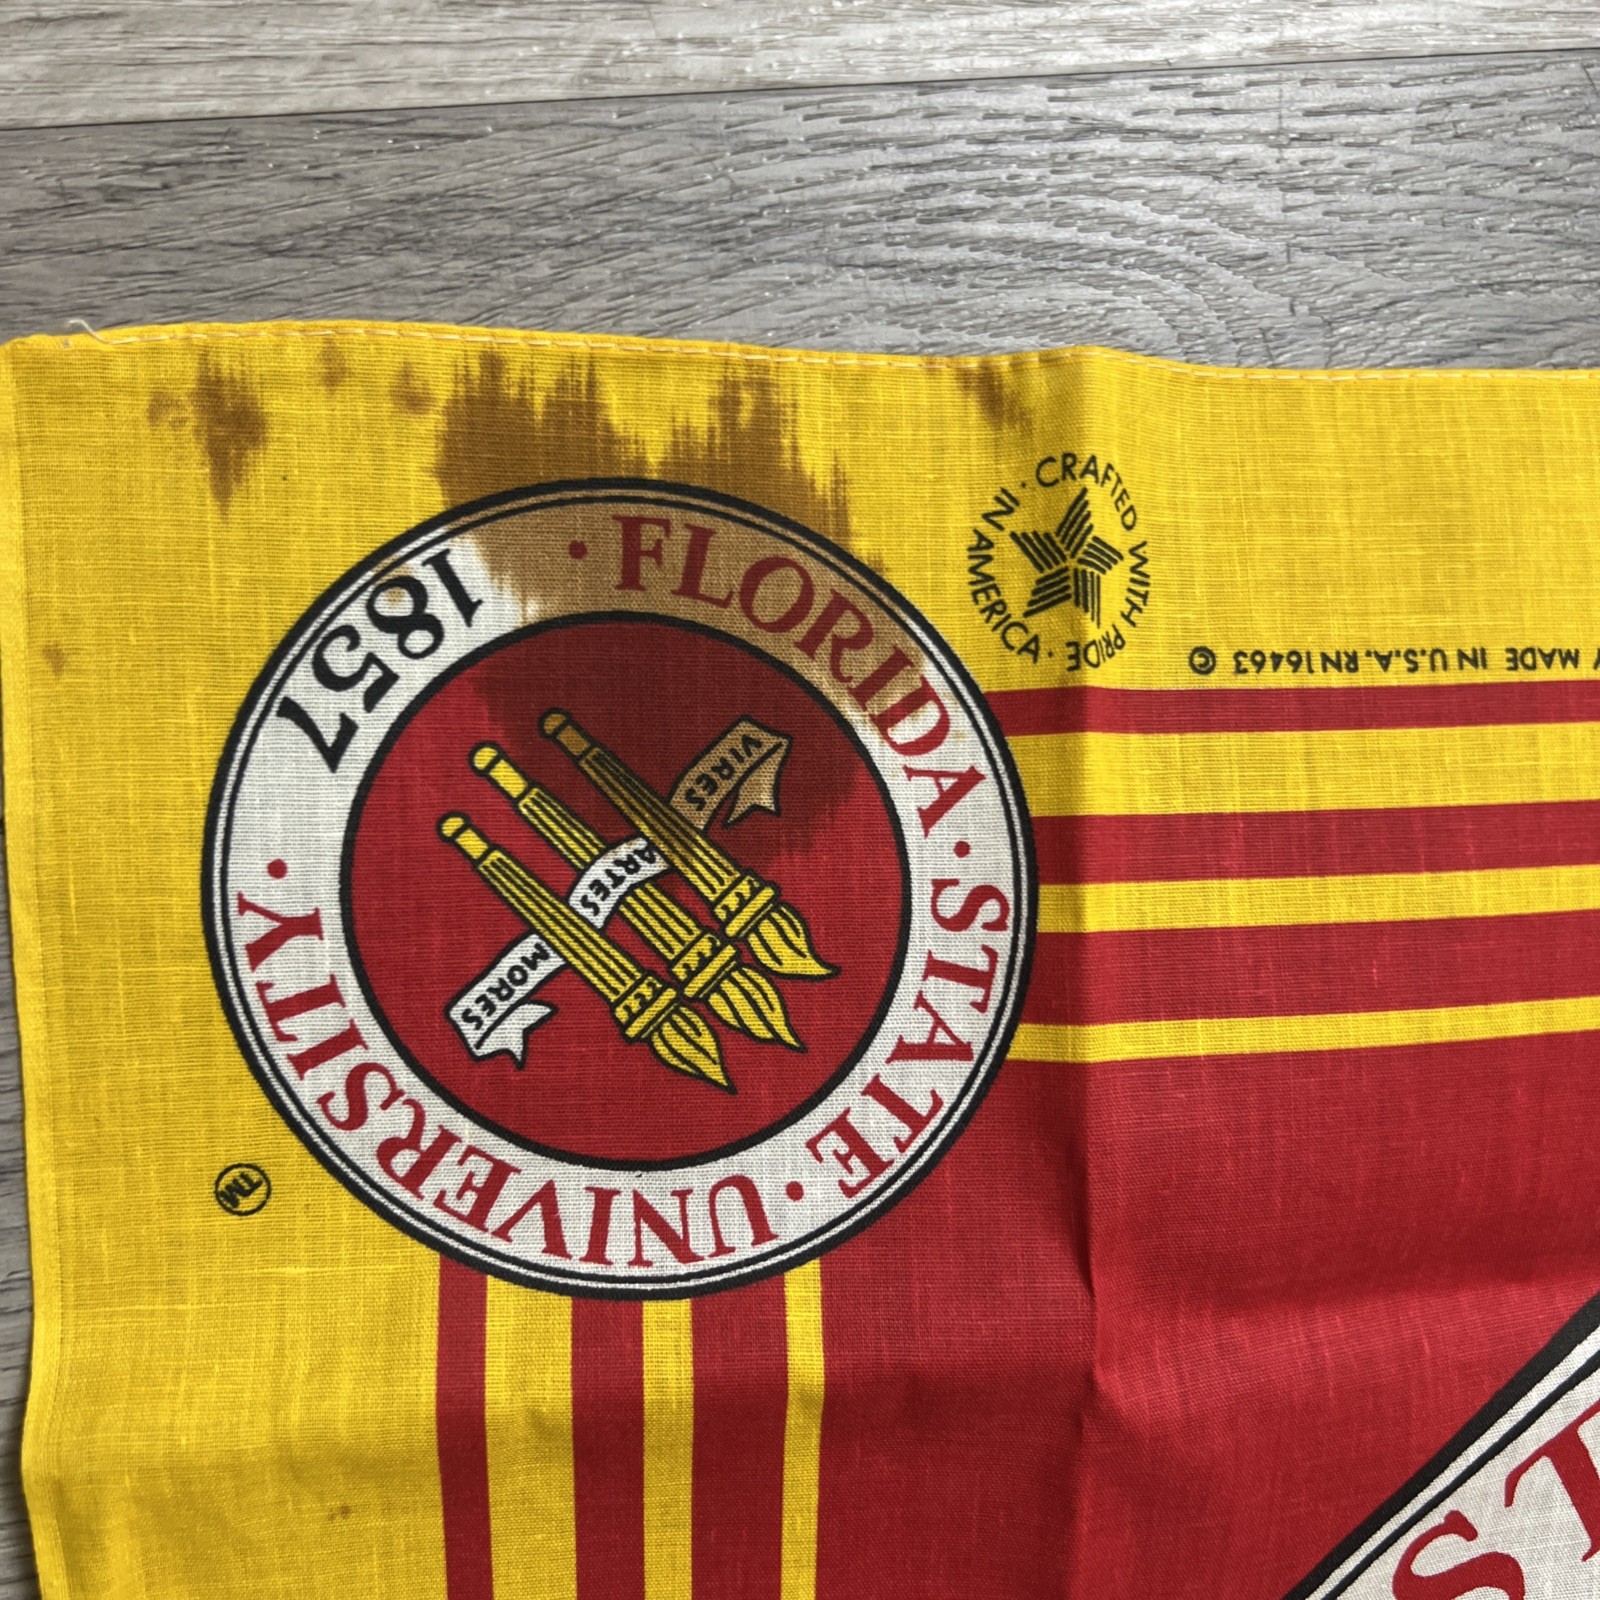 · FLORIDA · STATE · UNIVERSITY ·
1857
VIRES
ARTES
MORES
TM
· CRAFTED WITH PRIDE · IN AMERICA
MADE IN U.S.A. RN16463 ©
ST